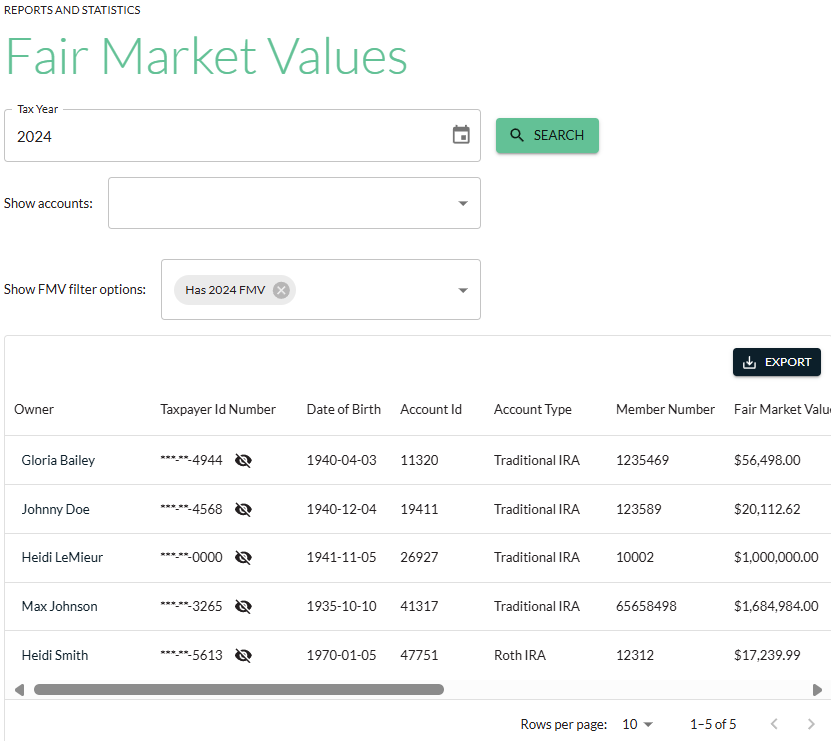 REPORTS AND STATISTICS
Fair Market Values
Tax Year
2024
SEARCH
Show accounts:
Show FMV filter options: Has 2024 FMV
EXPORT
Owner Taxpayer Id Number Date of Birth Account Id Account Type Member Number Fair Market Valu
Gloria Bailey ***-**-4944 1940-04-03 11320 Traditional IRA 1235469 $56,498.00
Johnny Doe ***-**-4568 1940-12-04 19411 Traditional IRA 123589 $20,112.62
Heidi LeMieur ***-**-0000 1941-11-05 26927 Traditional IRA 10002 $1,000,000.00
Max Johnson ***-**-3265 1935-10-10 41317 Traditional IRA 65658498 $1,684,984.00
Heidi Smith ***-**-5613 1970-01-05 47751 Roth IRA 12312 $17,239.99
Rows per page: 10 1–5 of 5